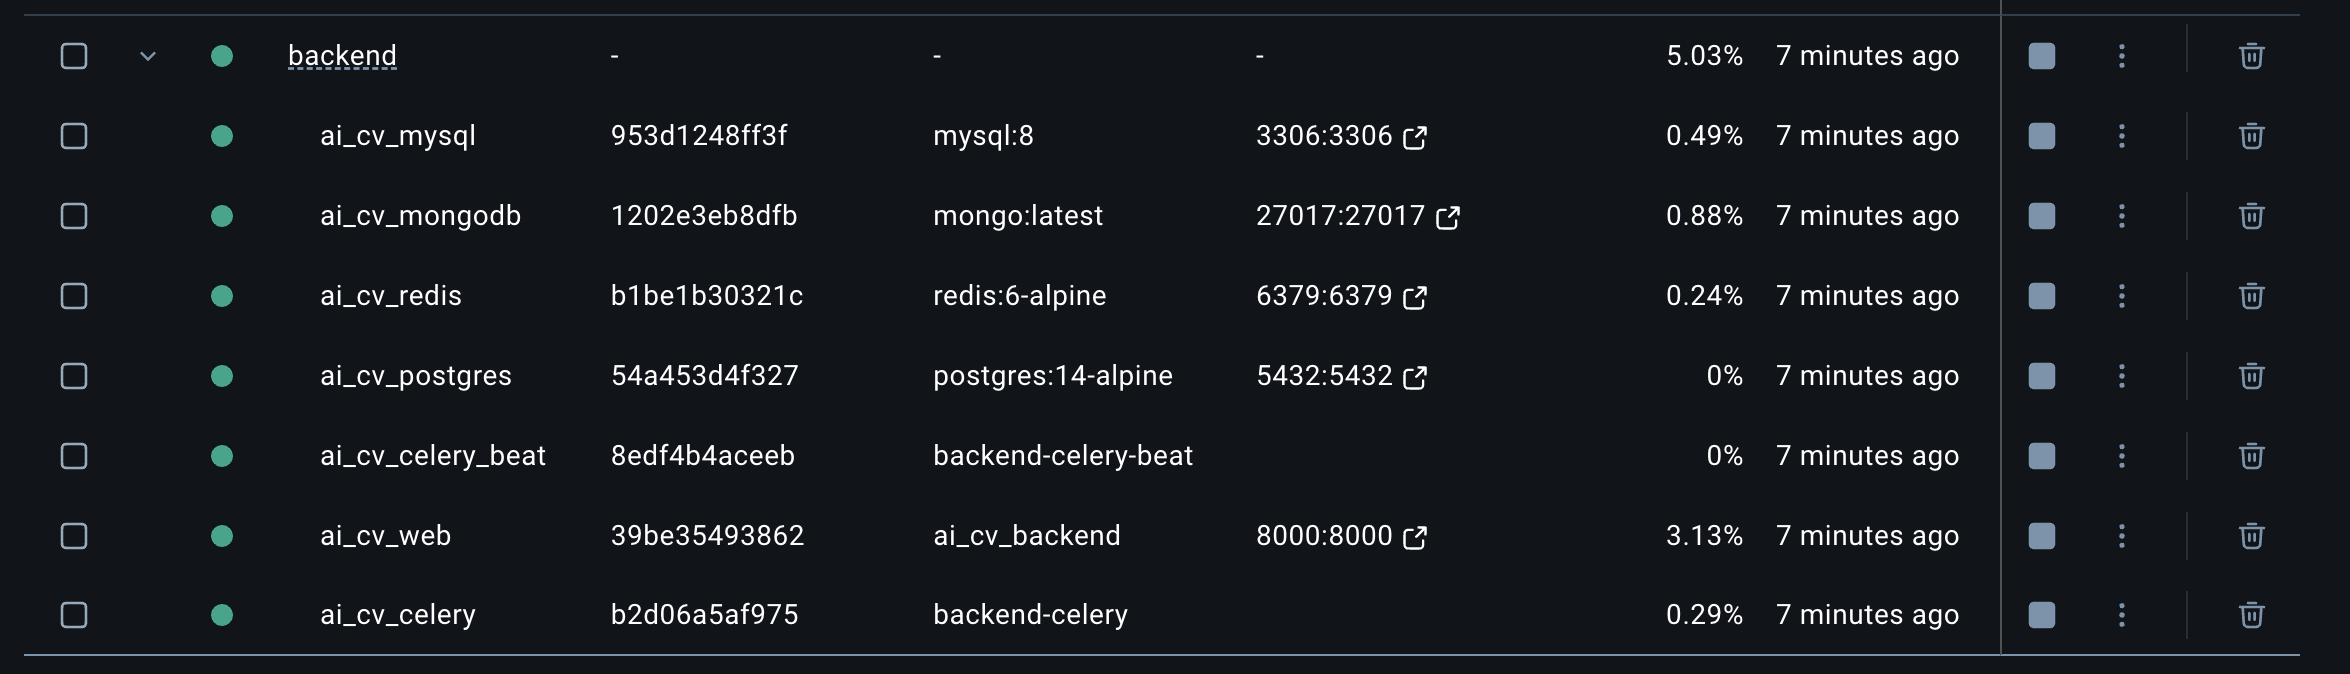 backend - - - 5.03% 7 minutes ago
ai_cv_mysql 953d1248ff3f mysql:8 3306:3306 0.49% 7 minutes ago
ai_cv_mongodb 1202e3eb8dfb mongo:latest 27017:27017 0.88% 7 minutes ago
ai_cv_redis b1be1b30321c redis:6-alpine 6379:6379 0.24% 7 minutes ago
ai_cv_postgres 54a453d4f327 postgres:14-alpine 5432:5432 0% 7 minutes ago
ai_cv_celery_beat 8edf4b4aceeb backend-celery-beat 0% 7 minutes ago
ai_cv_web 39be35493862 ai_cv_backend 8000:8000 3.13% 7 minutes ago
ai_cv_celery b2d06a5af975 backend-celery 0.29% 7 minutes ago